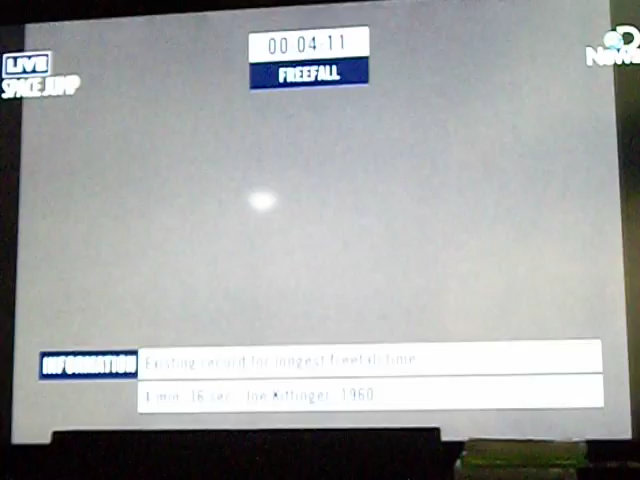 00:04:11
FREEFALL
LIVE
SPACE JUMP
INFORMATION
Existing record for longest freefall time
4 min. 36 sec., Joe Kittinger, 1960